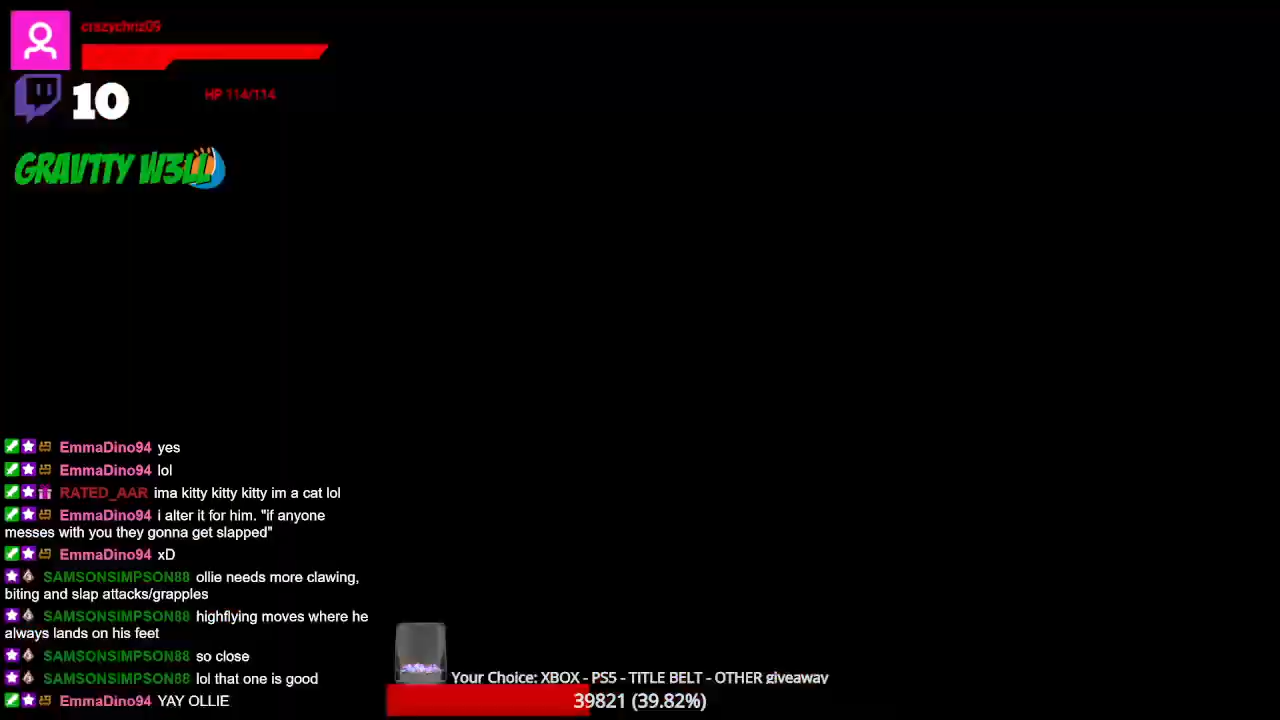 crazychriz09
10
HP 114/114
GRAV1TY W3LL
EmmaDino94 yes
EmmaDino94 lol
RATED_AAR ima kitty kitty kitty im a cat lol
EmmaDino94 i alter it for him. "if anyone
messes with you they gonna get slapped"
EmmaDino94 xD
SAMSONSIMPSON88 ollie needs more clawing,
biting and slap attacks/grapples
SAMSONSIMPSON88 highflying moves where he
always lands on his feet
SAMSONSIMPSON88 so close
SAMSONSIMPSON88 lol that one is good
EmmaDino94 YAY OLLIE
Your Choice: XBOX - PS5 - TITLE BELT - OTHER giveaway
39821 (39.82%)